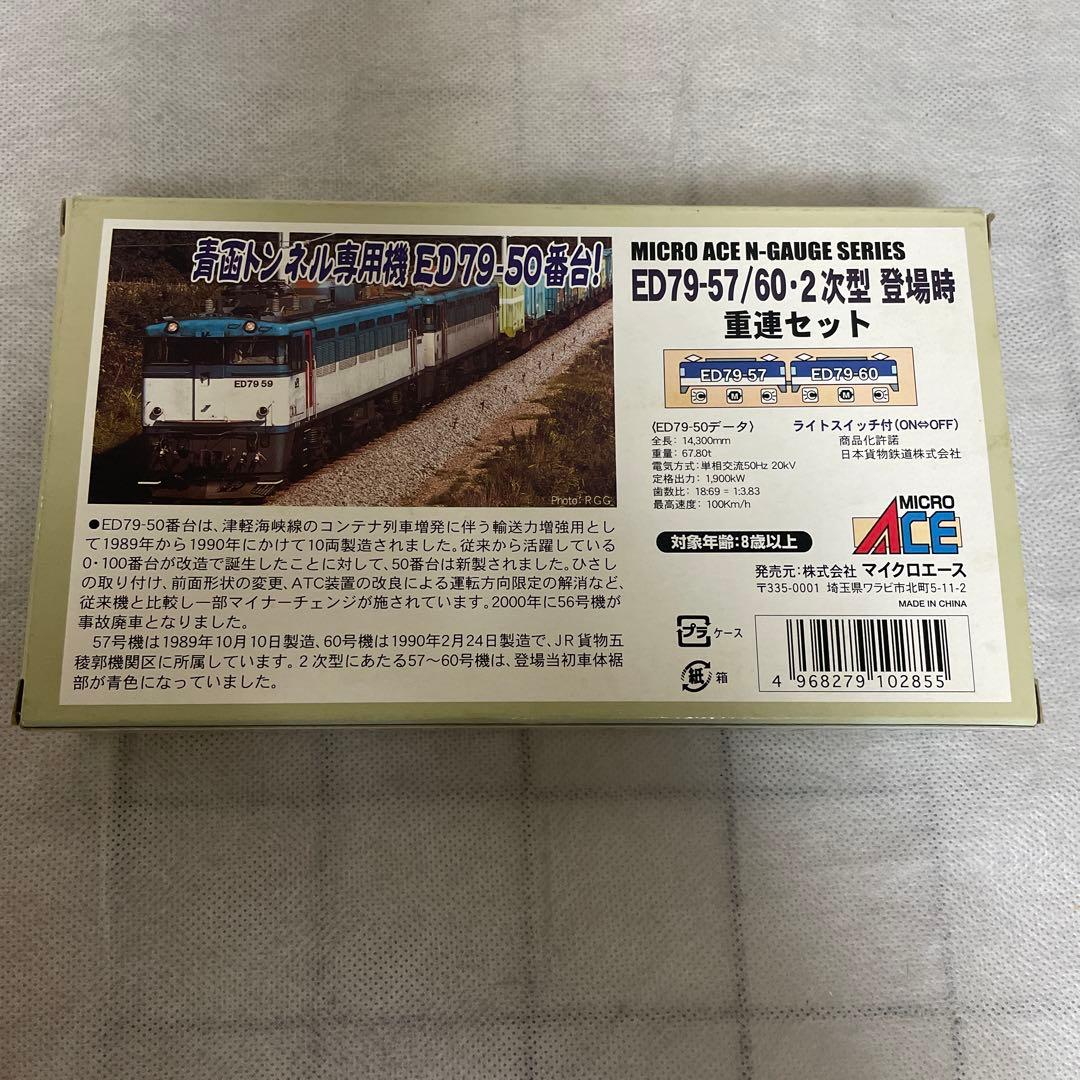 青函トンネル専用機ED79-50番台!
ED79 59
Photo: RGG
MICRO ACE N-GAUGE SERIES
ED79-57/60・2次型 登場時
重連セット
ED79-57 ED79-60
C M C C M C
〈ED79-50データ〉
全長: 14,300mm
重量: 67.80t
電気方式: 単相交流50Hz 20kV
定格出力: 1,900kW
歯数比: 18:69 = 1:3.83
最高速度: 100Km/h
ライトスイッチ付(ON⇔OFF)
商品化許諾
日本貨物鉄道株式会社
対象年齢:8歳以上
MICRO
ACE
発売元:株式会社 マイクロエース
〒335-0001 埼玉県ワラビ市北町5-11-2
MADE IN CHINA
●ED79-50番台は、津軽海峡線のコンテナ列車増発に伴う輸送力増強用とし
て1989年から1990年にかけて10両製造されました。従来から活躍している
0・100番台が改造で誕生したことに対して、50番台は新製されました。ひさし
の取り付け、前面形状の変更、ATC装置の改良による運転方向限定の解消など、
従来機と比較し一部マイナーチェンジが施されています。2000年に56号機が
事故廃車となりました。
57号機は1989年10月10日製造、60号機は1990年2月24日製造で、JR貨物五
稜郭機関区に所属しています。2次型にあたる57～60号機は、登場当初車体裾
部が青色になっていました。
プラ ケース
紙 箱
4 968279 102855